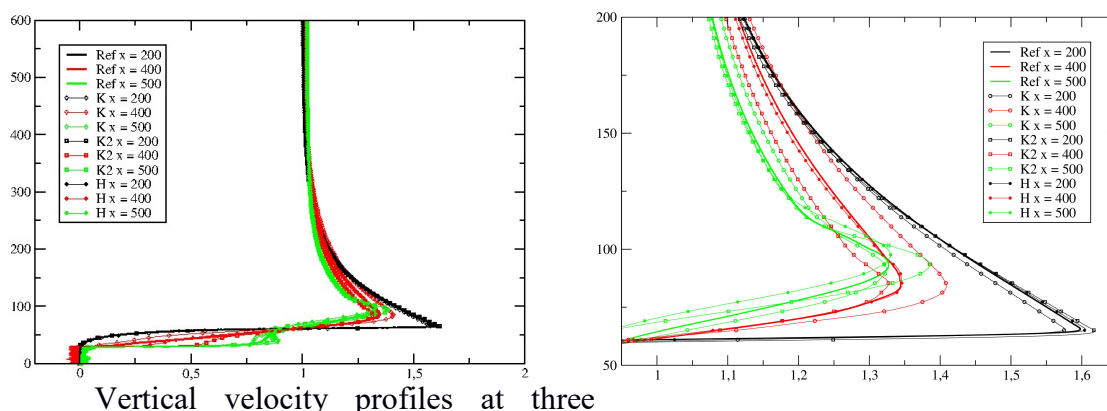 600
500
400
300
200
100
0
0
0,5
1
1,5
2
Ref x = 200
Ref x = 400
Ref x = 500
K x = 200
K x = 400
K x = 500
K2 x = 200
K2 x = 400
K2 x = 500
H x = 200
H x = 400
H x = 500
200
150
100
50
1
1,1
1,2
1,3
1,4
1,5
1,6
Ref x = 200
Ref x = 400
Ref x = 500
K x = 200
K x = 400
K x = 500
K2 x = 200
K2 x = 400
K2 x = 500
H x = 200
H x = 400
H x = 500
Vertical velocity profiles at three